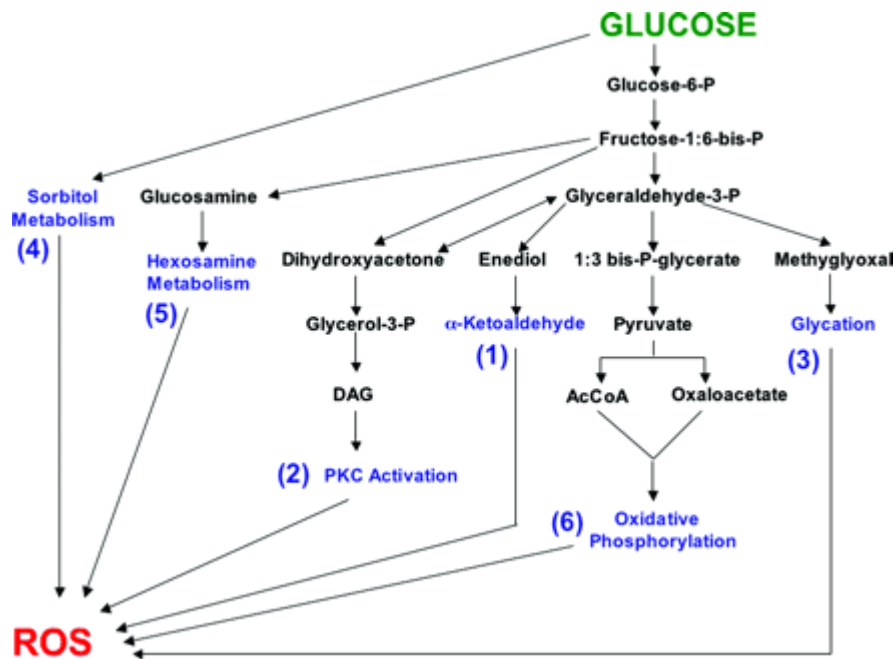 GLUCOSE
Glucose-6-P
Fructose-1:6-bis-P
Sorbitol
Metabolism
(4)
Glucosamine
Glyceraldehyde-3-P
Hexosamine
Metabolism
(5)
Dihydroxyacetone
Enediol
1:3 bis-P-glycerate
Methyglyoxal
Glycerol-3-P
α-Ketoaldehyde
(1)
Pyruvate
Glycation
(3)
DAG
AcCoA
Oxaloacetate
(2) PKC Activation
(6) Oxidative
Phosphorylation
ROS